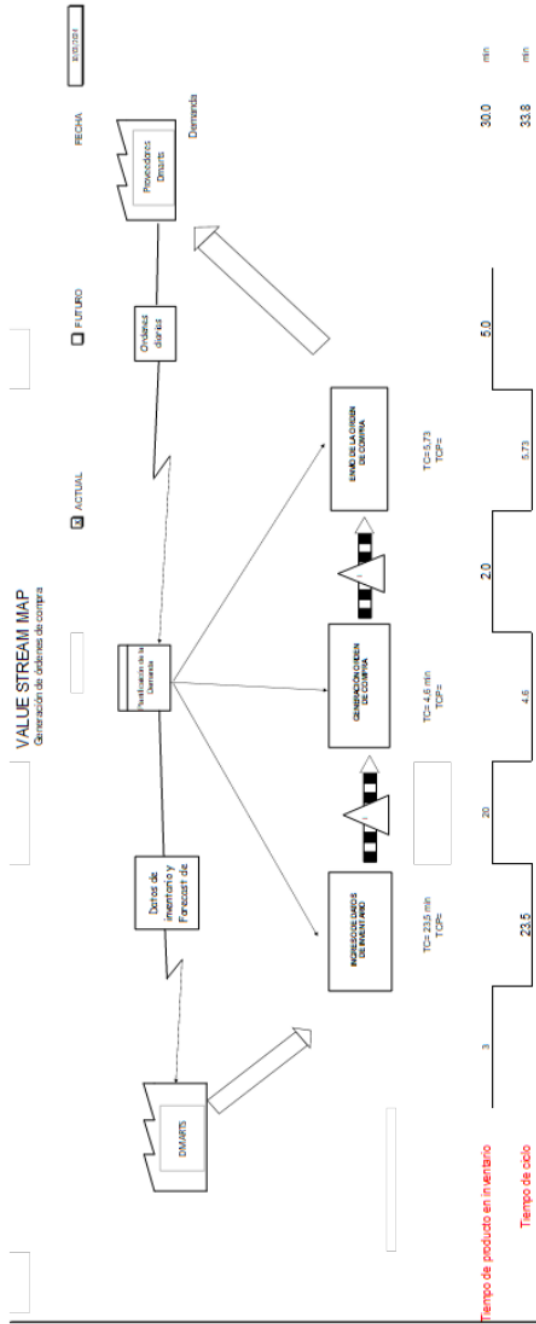 VALUE STREAM MAP
Generación de órdenes de compra
ACTUAL
FUTURO
FECHA
DMARTS
Datos de
inventario y
Forecast de
Planificación de la
Demanda
Ordenes
diarias
Proveedores
Dmarts
Demanda
INGRESO DE DATOS
DE INVENTARIO
GENERACIÓN ORDEN
DE COMPRA
ENVIO DE LA ORDEN
DE COMPRA
TC= 23,5 min
TCP=
TC= 4,6 min
TCP=
TC= 5,73
TCP=
Tiempo de producto en inventario
3
20
2.0
5.0
30.0
min
Tiempo de ciclo
23.5
4.6
5.73
33.8
min